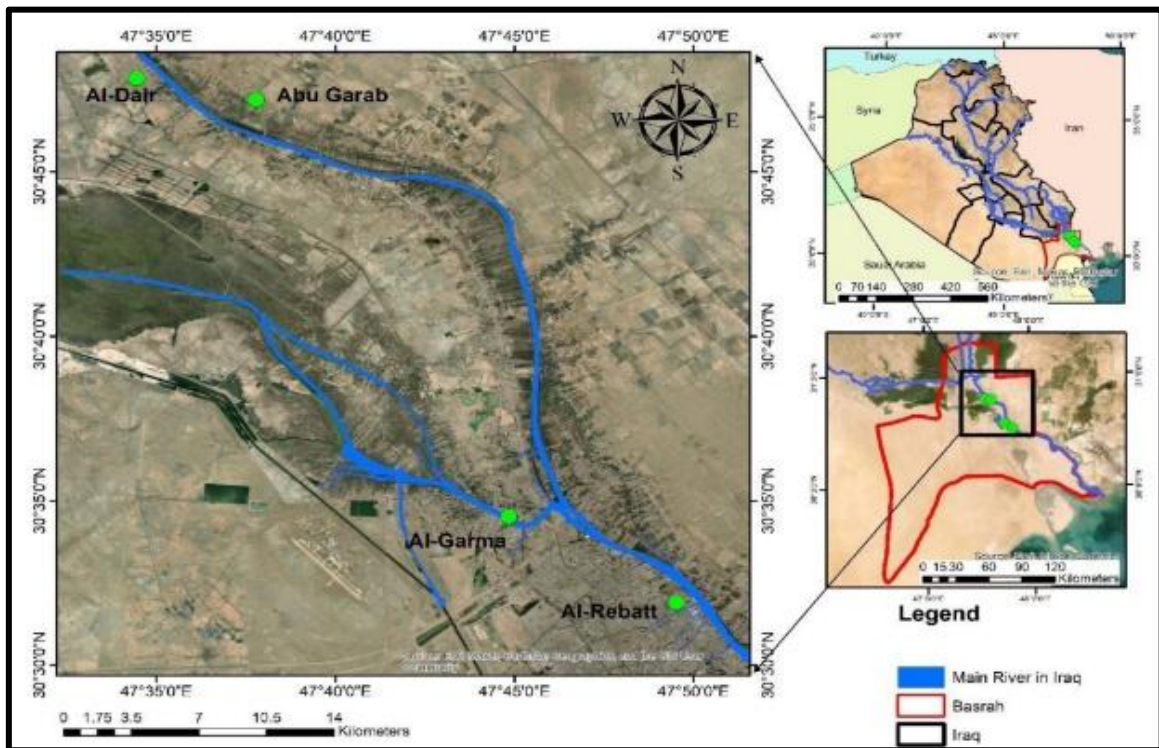 47°35'0"E 47°40'0"E 47°45'0"E 47°50'0"E
Al-Dair
Abu Garab
N
W E
S
30°45'0"N 30°45'0"N
30°40'0"N 30°40'0"N
30°35'0"N 30°35'0"N
Al-Garma
Al-Rebatt
30°30'0"N 30°30'0"N
47°35'0"E 47°40'0"E 47°45'0"E 47°50'0"E
0 1.75 3.5 7 10.5 14
Kilometers
Turkey
Syria
Iran
Saudi Arabia
0 70 140 280 420 560
Kilometers
0 15 30 60 90 120
Kilometers
Legend
Main River in Iraq
Basrah
Iraq